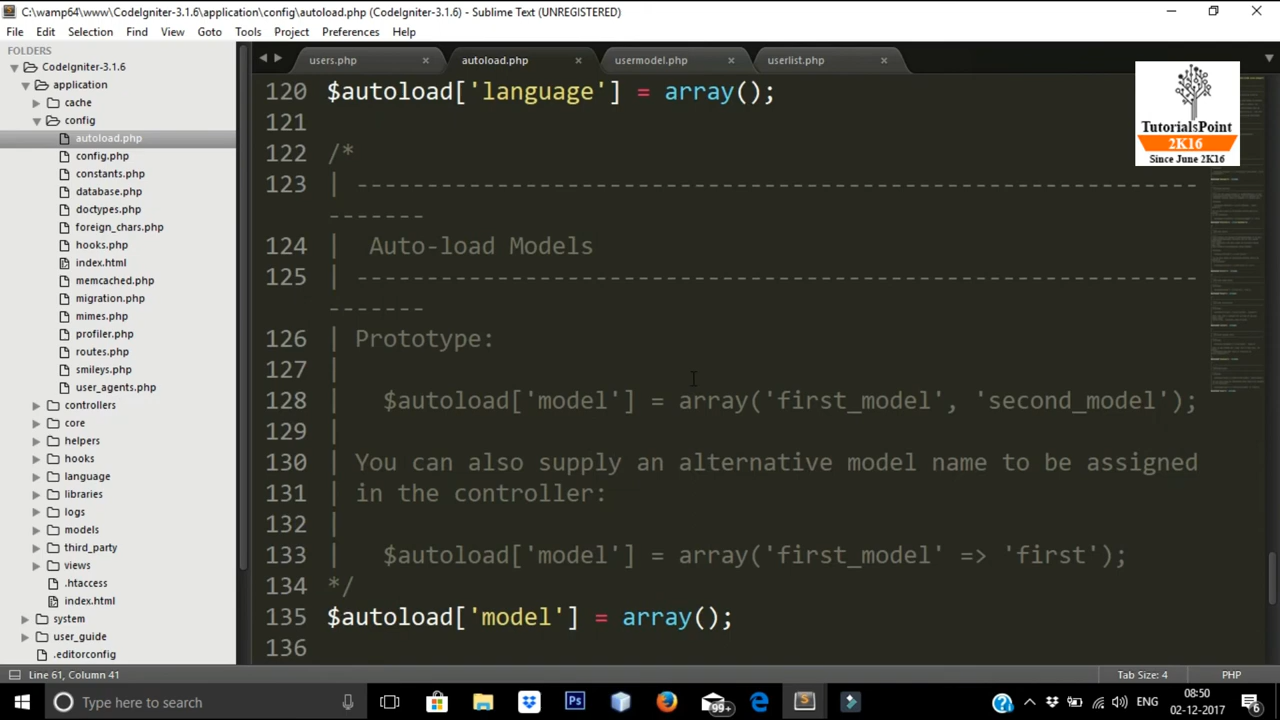 C:\wamp64\www\CodeIgniter-3.1.6\application\config\autoload.php (CodeIgniter-3.1.6) - Sublime Text (UNREGISTERED)
File Edit Selection Find View Goto Tools Project Preferences Help
FOLDERS
CodeIgniter-3.1.6
application
cache
config
autoload.php
config.php
constants.php
database.php
doctypes.php
foreign_chars.php
hooks.php
index.html
memcached.php
migration.php
mimes.php
profiler.php
routes.php
smileys.php
user_agents.php
controllers
core
helpers
hooks
language
libraries
logs
models
third_party
views
.htaccess
index.html
system
user_guide
.editorconfig
users.php autoload.php usermodel.php userlist.php
120 $autoload['language'] = array();
121
122 /*
123 | ------------------------------------------------------------
-------
124 |  Auto-load Models
125 | ------------------------------------------------------------
-------
126 | Prototype:
127 |
128 |   $autoload['model'] = array('first_model', 'second_model');
129 |
130 | You can also supply an alternative model name to be assigned
131 | in the controller:
132 |
133 |   $autoload['model'] = array('first_model' => 'first');
134 */
135 $autoload['model'] = array();
136
TutorialsPoint
2K16
Since June 2K16
Line 61, Column 41 Tab Size: 4 PHP
Type here to search
99+
ENG
08:50
02-12-2017
6